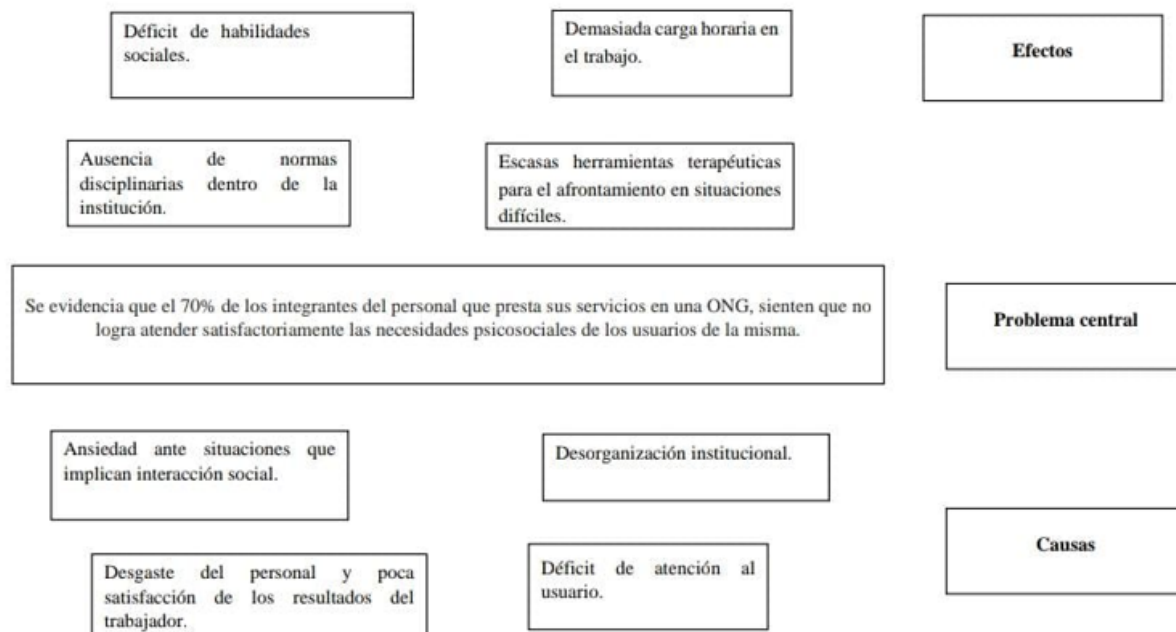 Déficit de habilidades
sociales.
Demasiada carga horaria en
el trabajo.
Efectos
Ausencia de normas
disciplinarias dentro de la
institución.
Escasas herramientas terapéuticas
para el afrontamiento en situaciones
difíciles.
Se evidencia que el 70% de los integrantes del personal que presta sus servicios en una ONG, sienten que no
logra atender satisfactoriamente las necesidades psicosociales de los usuarios de la misma.
Problema central
Ansiedad ante situaciones que
implican interacción social.
Desorganización institucional.
Causas
Desgaste del personal y poca
satisfacción de los resultados del
trabajador.
Déficit de atención al
usuario.